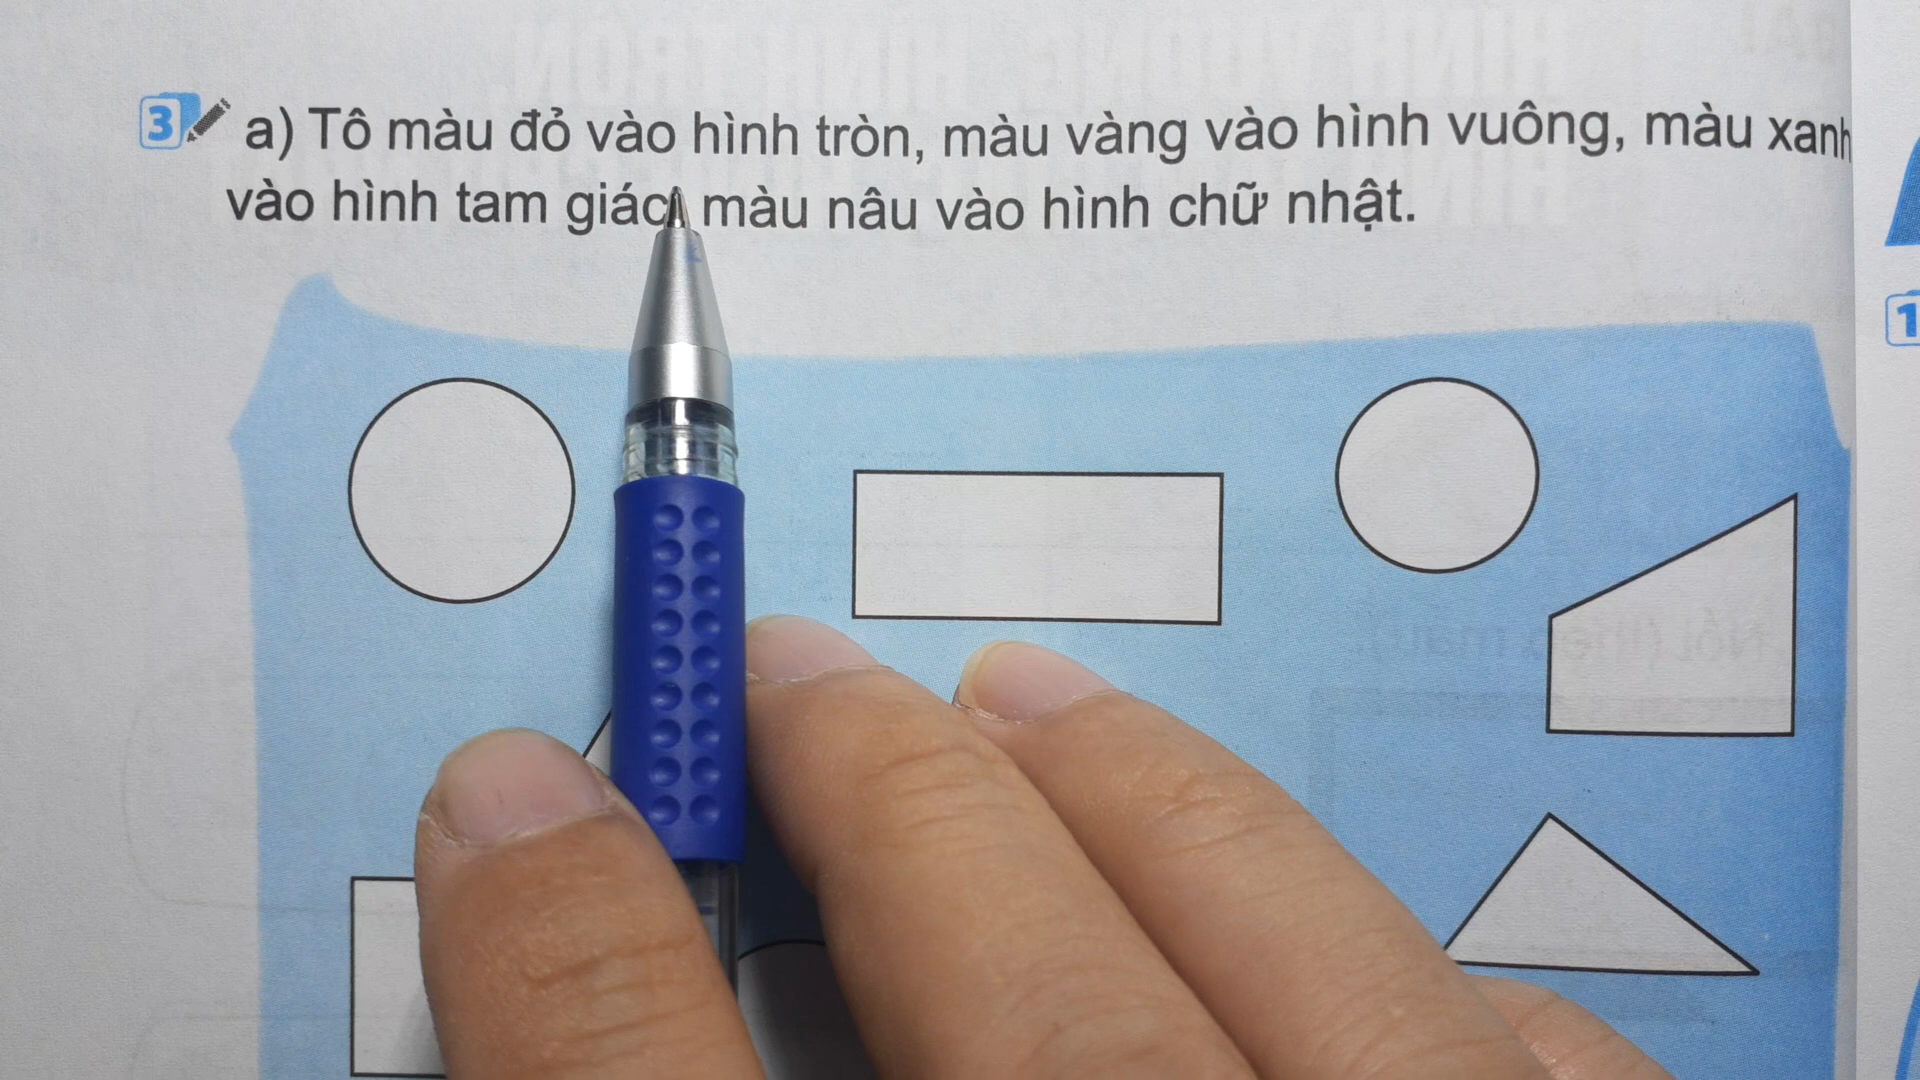 3 a) Tô màu đỏ vào hình tròn, màu vàng vào hình vuông, màu xanh
vào hình tam giác, màu nâu vào hình chữ nhật.
1